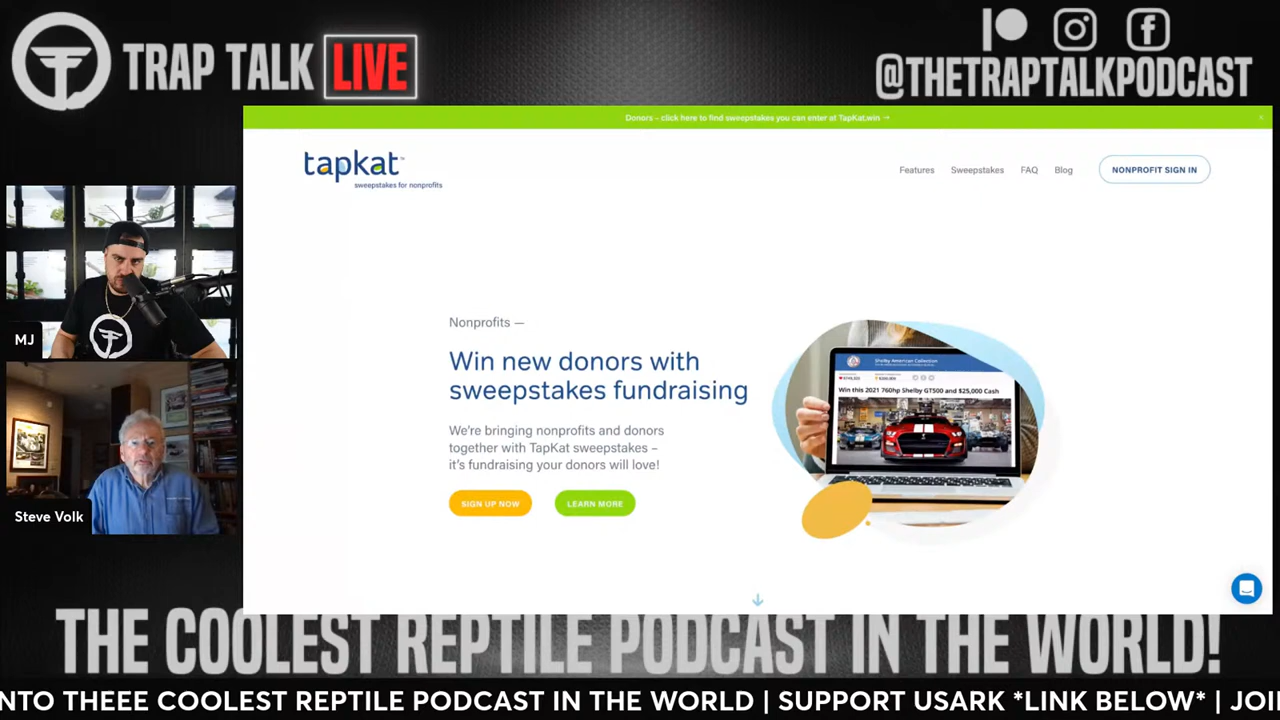 TRAP TALK LIVE
@THETRAPTALKPODCAST
Donors – click here to find sweepstakes you can enter at TapKat.win →
tapkat™
sweepstakes for nonprofits
Features
Sweepstakes
FAQ
Blog
NONPROFIT SIGN IN
MJ
Steve Volk
Nonprofits —
Win new donors with
sweepstakes fundraising
We're bringing nonprofits and donors
together with TapKat sweepstakes –
it's fundraising your donors will love!
SIGN UP NOW
LEARN MORE
Shelby American Collection
Win this 2021 760hp Shelby GT500 and $25,000 Cash
THE COOLEST REPTILE PODCAST IN THE WORLD!
NTO THEEE COOLEST REPTILE PODCAST IN THE WORLD | SUPPORT USARK *LINK BELOW* | JOI